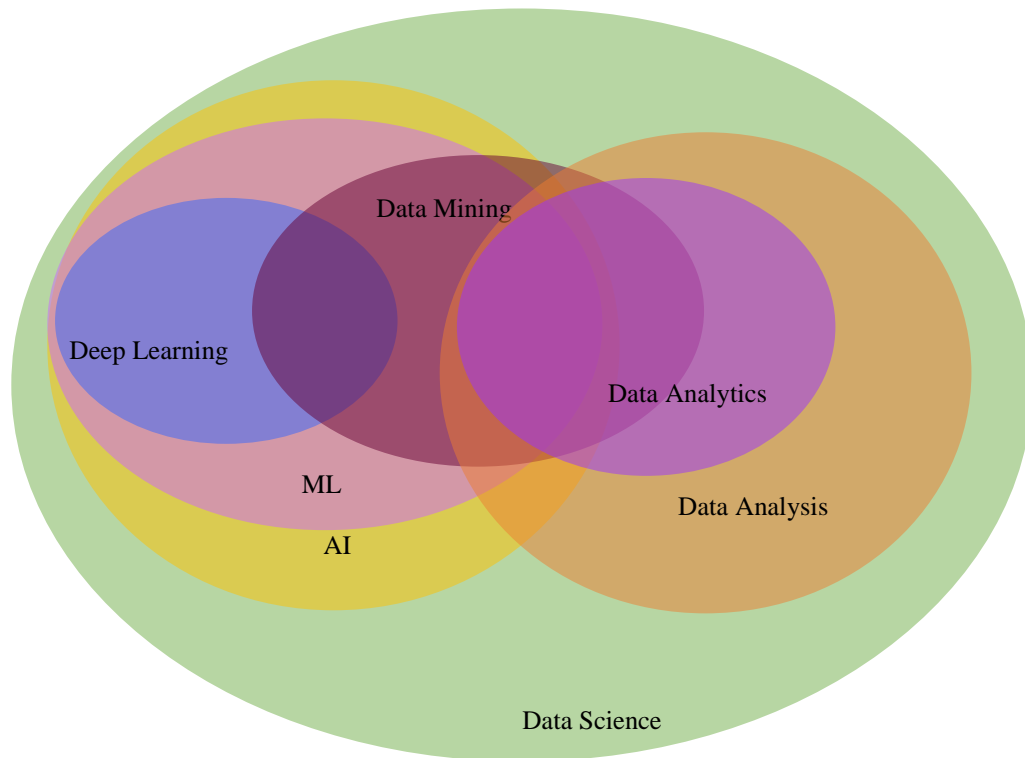 Data Mining
Deep Learning
Data Analytics
ML
Data Analysis
AI
Data Science